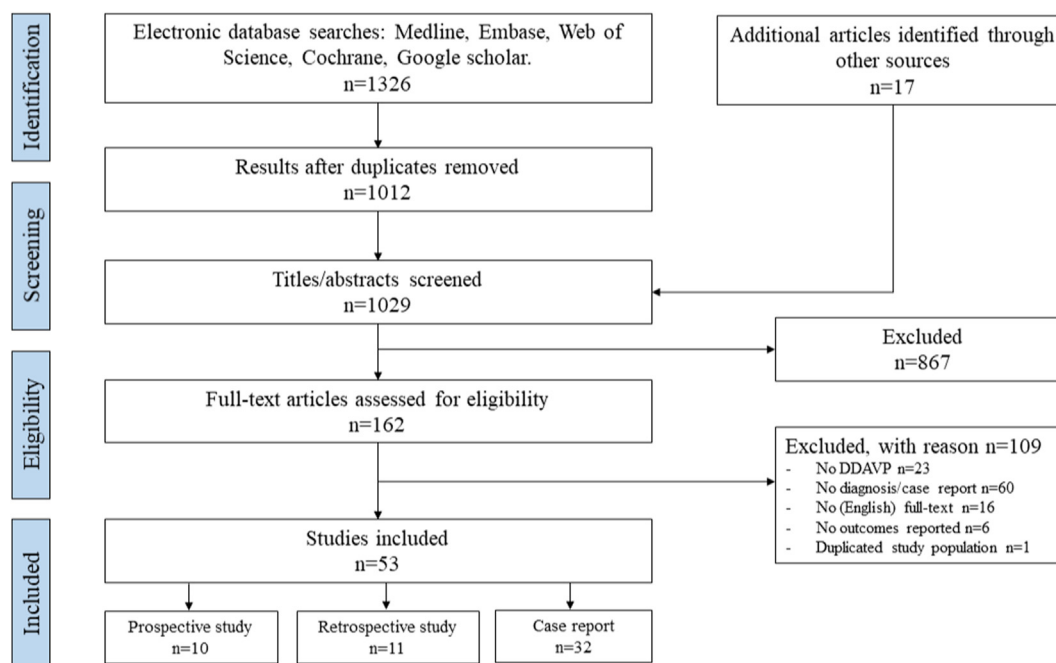 Identification
Electronic database searches: Medline, Embase, Web of
Science, Cochrane, Google scholar.
n=1326
Additional articles identified through
other sources
n=17
Results after duplicates removed
n=1012
Screening
Titles/abstracts screened
n=1029
Excluded
n=867
Eligibility
Full-text articles assessed for eligibility
n=162
Excluded, with reason n=109
- No DDAVP n=23
- No diagnosis/case report n=60
- No (English) full-text n=16
- No outcomes reported n=6
- Duplicated study population n=1
Included
Studies included
n=53
Prospective study
n=10
Retrospective study
n=11
Case report
n=32